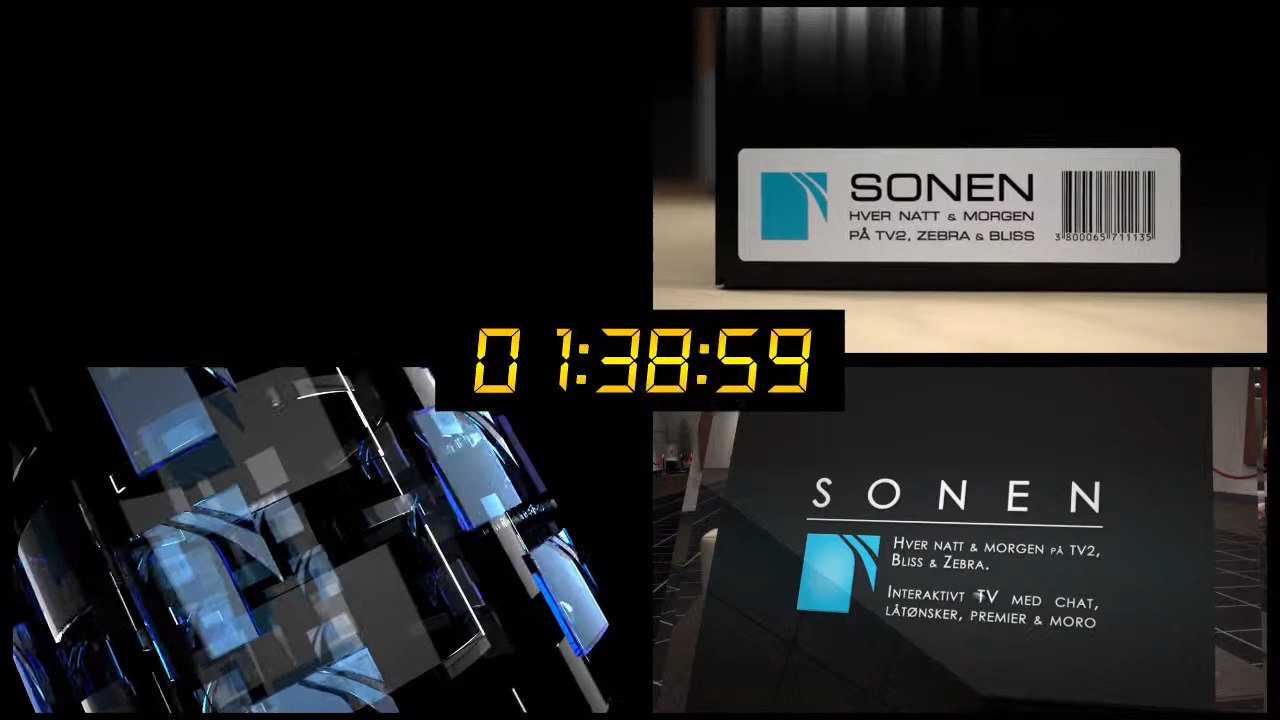 SONEN
HVER NATT & MORGEN
PÅ TV2, ZEBRA & BLISS
3 800065 711135
01:38:59
SONEN
HVER NATT & MORGEN PÅ TV2,
BLISS & ZEBRA.
INTERAKTIVT TV MED CHAT,
LÅTØNSKER, PREMIER & MORO